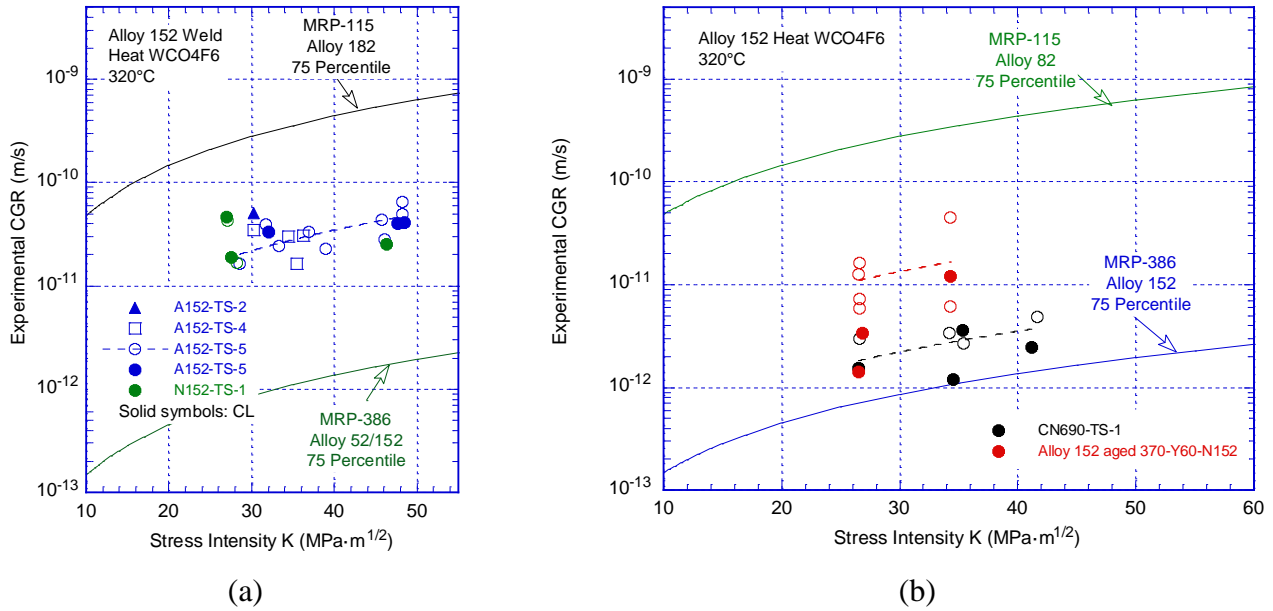 Alloy 152 Weld
Heat WCO4F6
320°C
MRP-115
Alloy 182
75 Percentile
Experimental CGR (m/s)
10-9
10-10
10-11
10-12
10-13
A152-TS-2
A152-TS-4
A152-TS-5
A152-TS-5
N152-TS-1
Solid symbols: CL
MRP-386
Alloy 52/152
75 Percentile
10 20 30 40 50
Stress Intensity K (MPa·m1/2)
(a)
Alloy 152 Heat WCO4F6
320°C
MRP-115
Alloy 82
75 Percentile
Experimental CGR (m/s)
10-9
10-10
10-11
10-12
10-13
MRP-386
Alloy 152
75 Percentile
CN690-TS-1
Alloy 152 aged 370-Y60-N152
10 20 30 40 50 60
Stress Intensity K (MPa·m1/2)
(b)